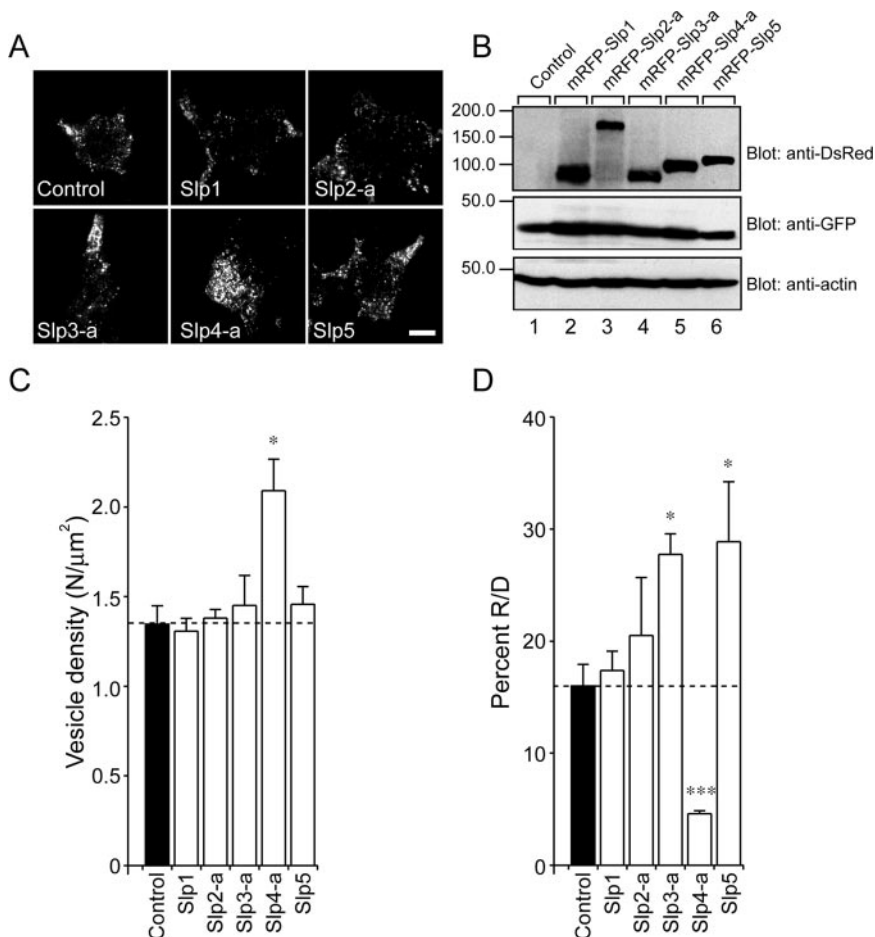 A
Control
Slp1
Slp2-a
Slp3-a
Slp4-a
Slp5
B
Control
mRFP-Slp1
mRFP-Slp2-a
mRFP-Slp3-a
mRFP-Slp4-a
mRFP-Slp5
200.0
150.0
100.0
Blot: anti-DsRed
50.0
Blot: anti-GFP
50.0
Blot: anti-actin
1 2 3 4 5 6
C
Vesicle density (N/μm²)
2.5
2.0
1.5
1.0
0.5
0
*
Control
Slp1
Slp2-a
Slp3-a
Slp4-a
Slp5
D
Percent R/D
40
30
20
10
0
*
***
*
Control
Slp1
Slp2-a
Slp3-a
Slp4-a
Slp5